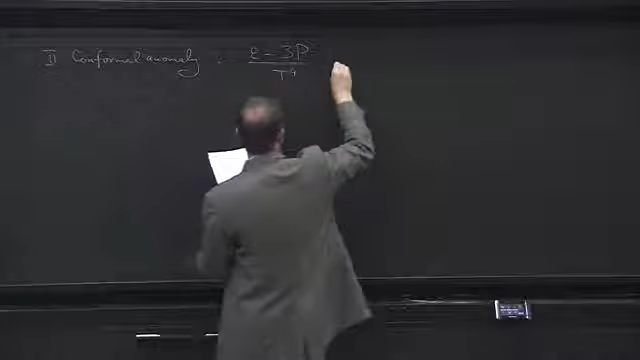 II Conformal anomaly : ε - 3P / T⁴